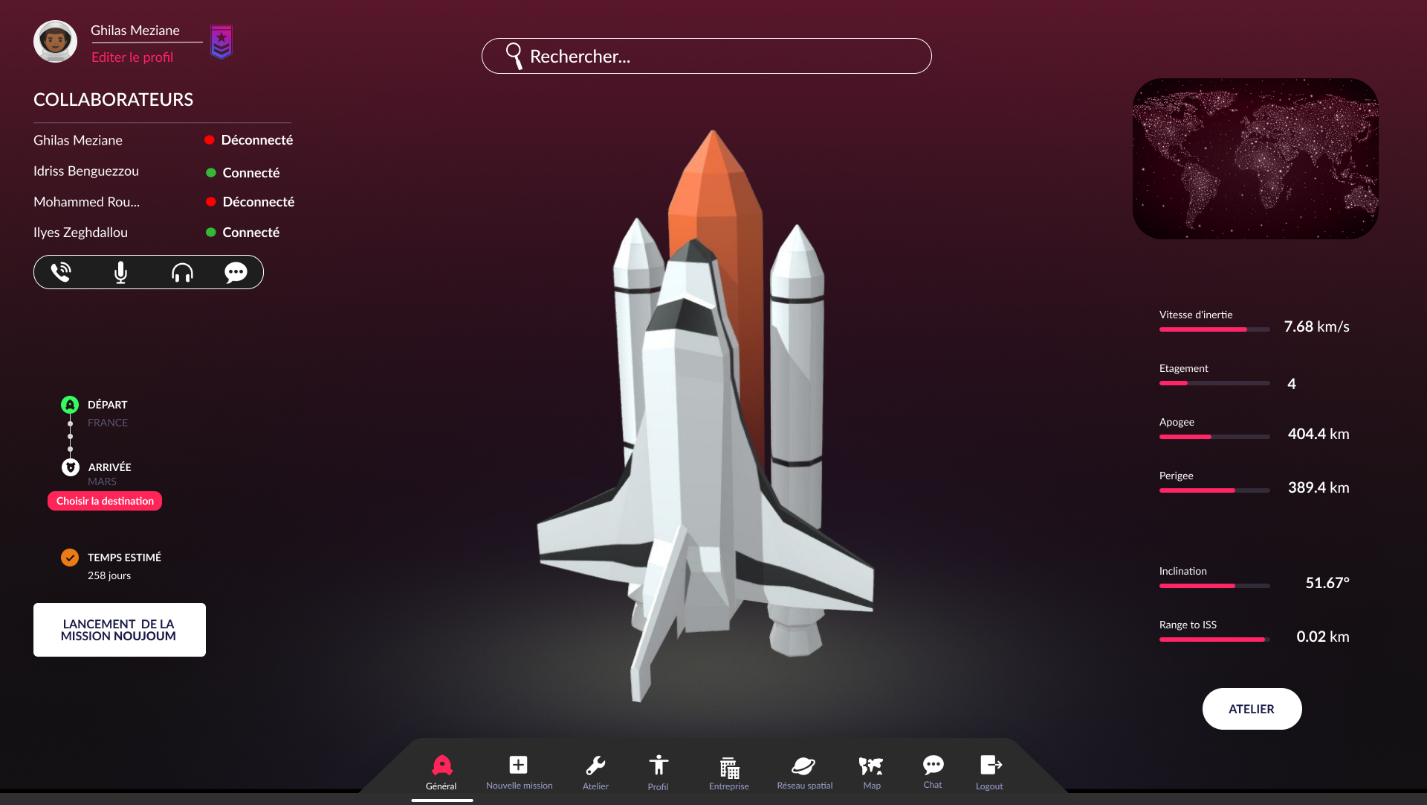 Ghilas Meziane
Editer le profil
Rechercher...
COLLABORATEURS
Ghilas Meziane Déconnecté
Idriss Benguezzou Connecté
Mohammed Rou... Déconnecté
Ilyes Zeghdallou Connecté
DÉPART
FRANCE
ARRIVÉE
MARS
Choisir la destination
TEMPS ESTIMÉ
258 jours
LANCEMENT DE LA
MISSION NOUJOUM
Vitesse d'inertie
7.68 km/s
Etagement
4
Apogee
404.4 km
Perigee
389.4 km
Inclination
51.67°
Range to ISS
0.02 km
ATELIER
Général Nouvelle mission Atelier Profil Entreprise Réseau spatial Map Chat Logout